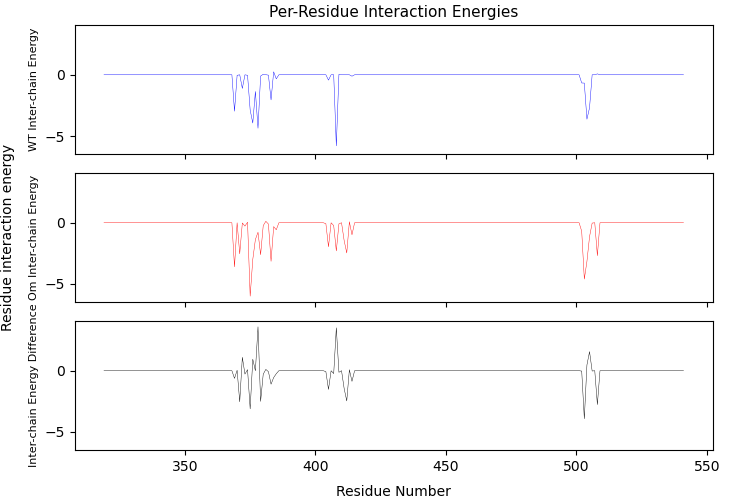 Per-Residue Interaction Energies
WT Inter-chain Energy
0
−5
Om Inter-chain Energy
0
−5
Residue interaction energy
Inter-chain Energy Difference
0
−5
350
400
450
500
550
Residue Number